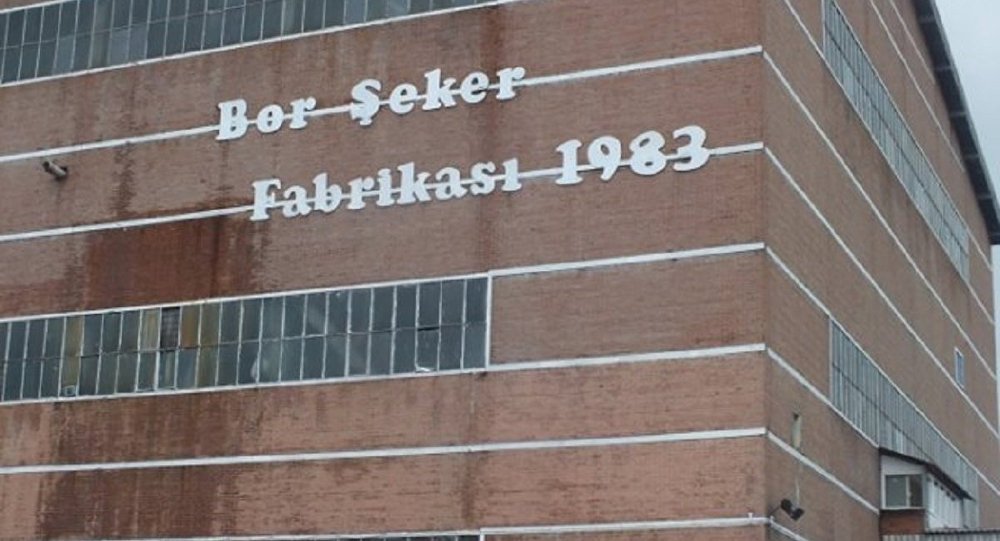 Bor Şeker
Fabrikası 1983